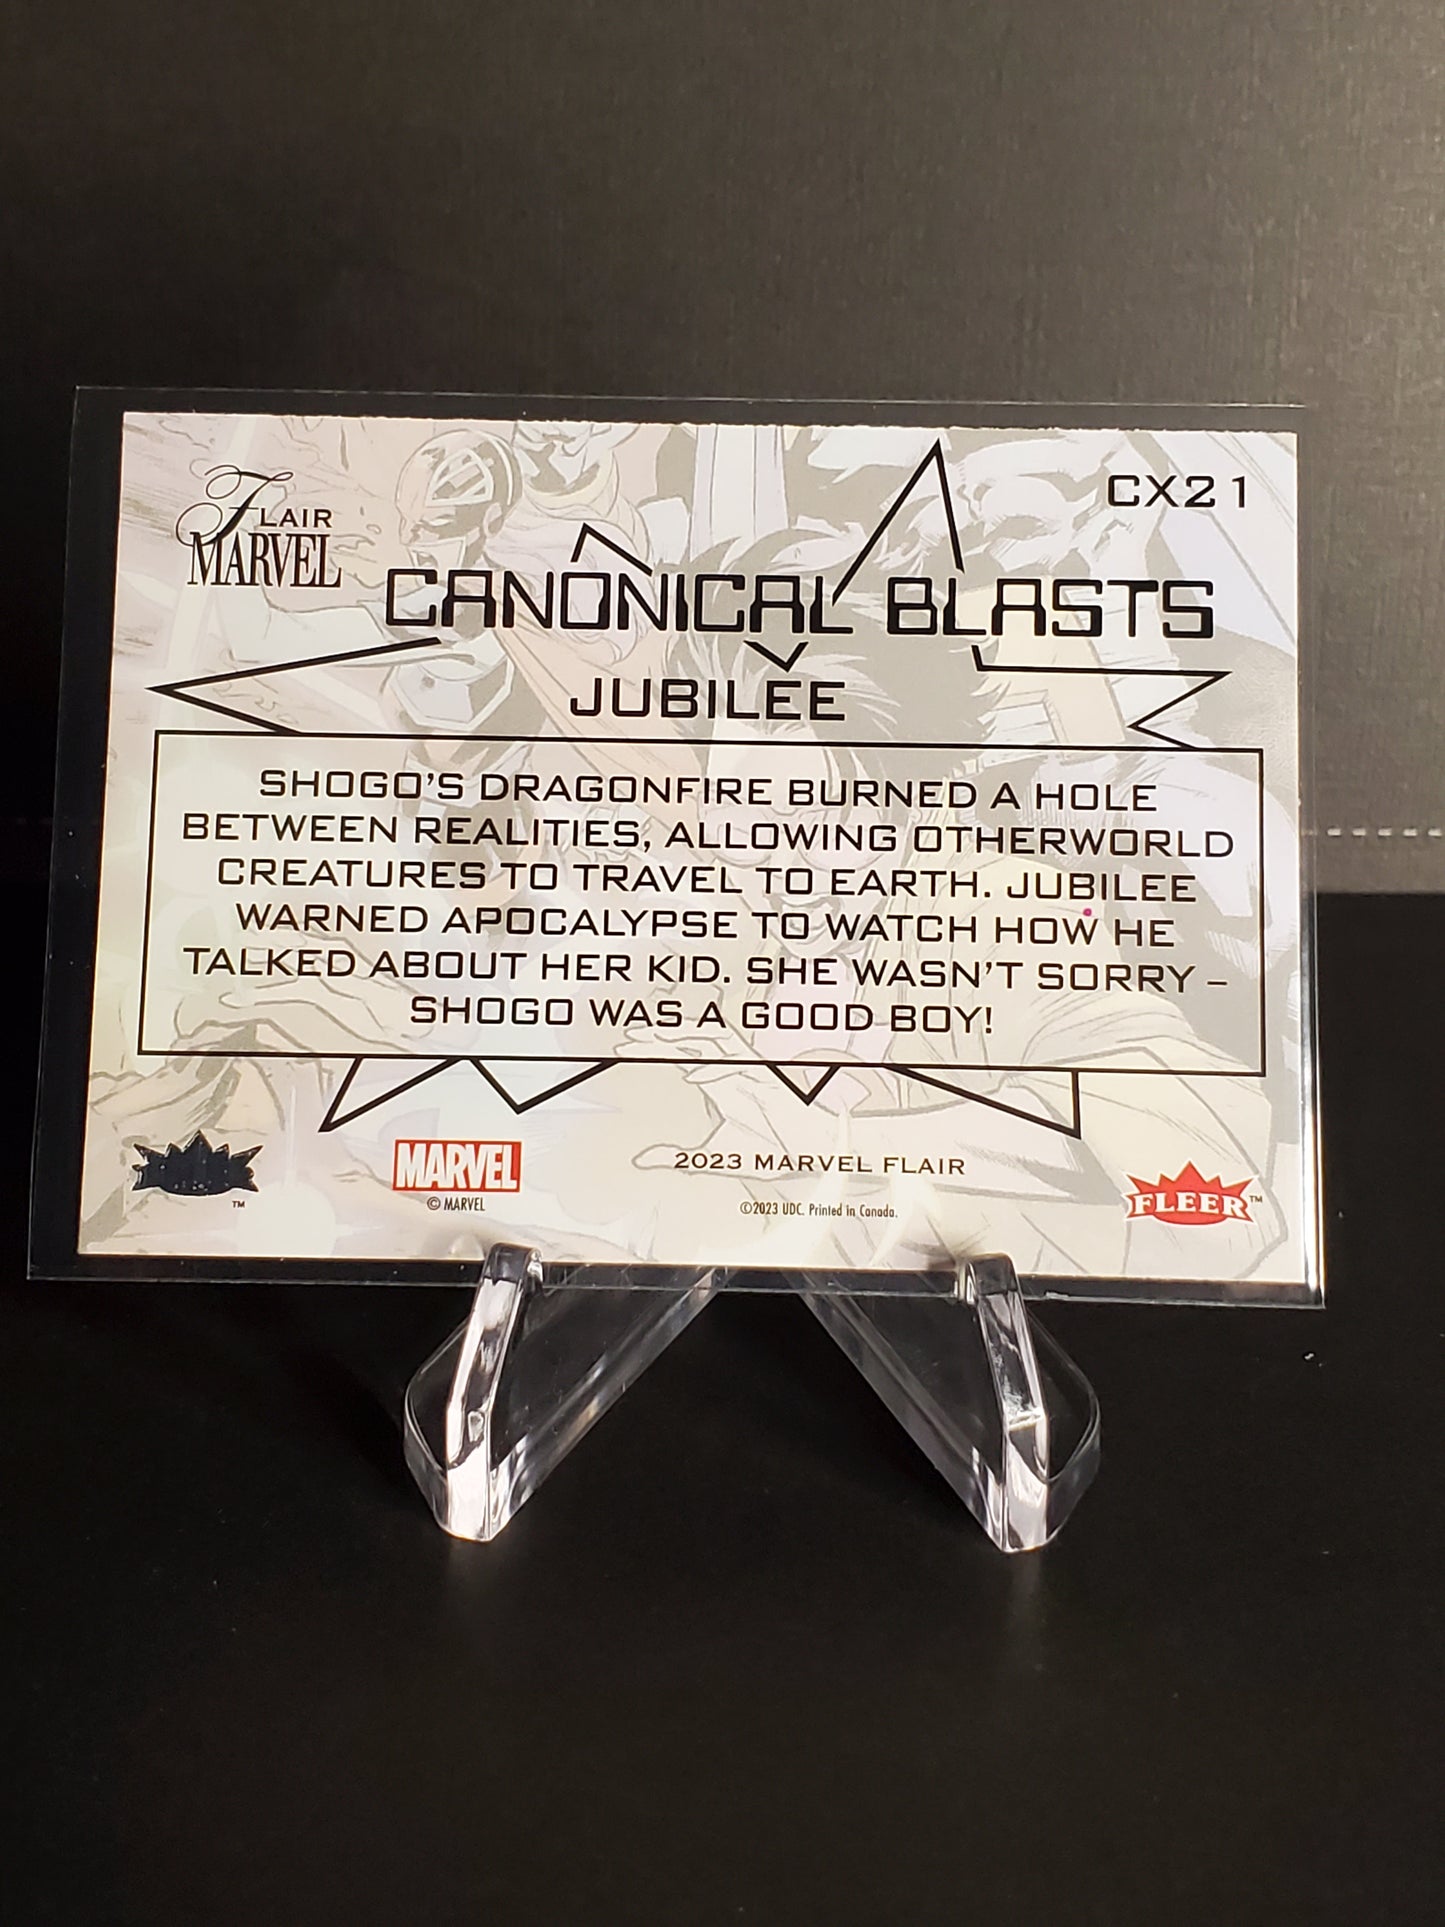 FLAIR
MARVEL
CX21
CANONICAL BLASTS
JUBILEE
SHOGO'S DRAGONFIRE BURNED A HOLE
BETWEEN REALITIES, ALLOWING OTHERWORLD
CREATURES TO TRAVEL TO EARTH. JUBILEE
WARNED APOCALYPSE TO WATCH HOW HE
TALKED ABOUT HER KID. SHE WASN'T SORRY –
SHOGO WAS A GOOD BOY!
™
MARVEL
© MARVEL
2023 MARVEL FLAIR
©2023 UDC. Printed in Canada.
FLEER™